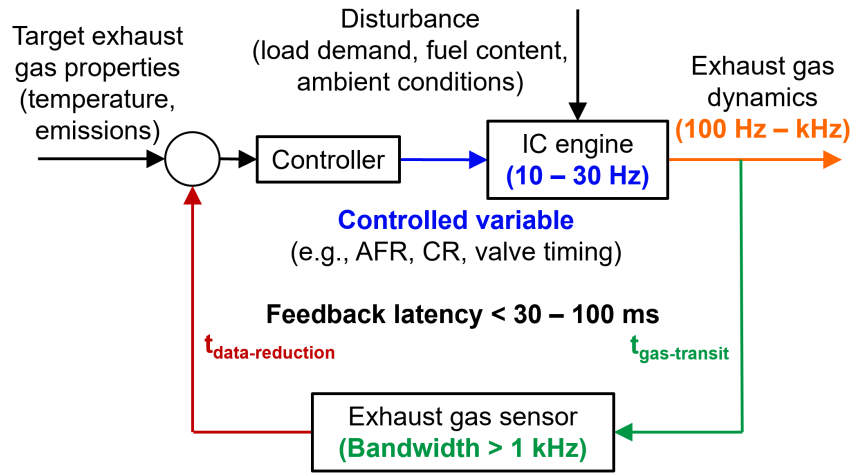 Target exhaust
gas properties
(temperature,
emissions)
Disturbance
(load demand, fuel content,
ambient conditions)
Exhaust gas
dynamics
(100 Hz – kHz)
Controller
IC engine
(10 – 30 Hz)
Controlled variable
(e.g., AFR, CR, valve timing)
Feedback latency < 30 – 100 ms
tdata-reduction
tgas-transit
Exhaust gas sensor
(Bandwidth > 1 kHz)